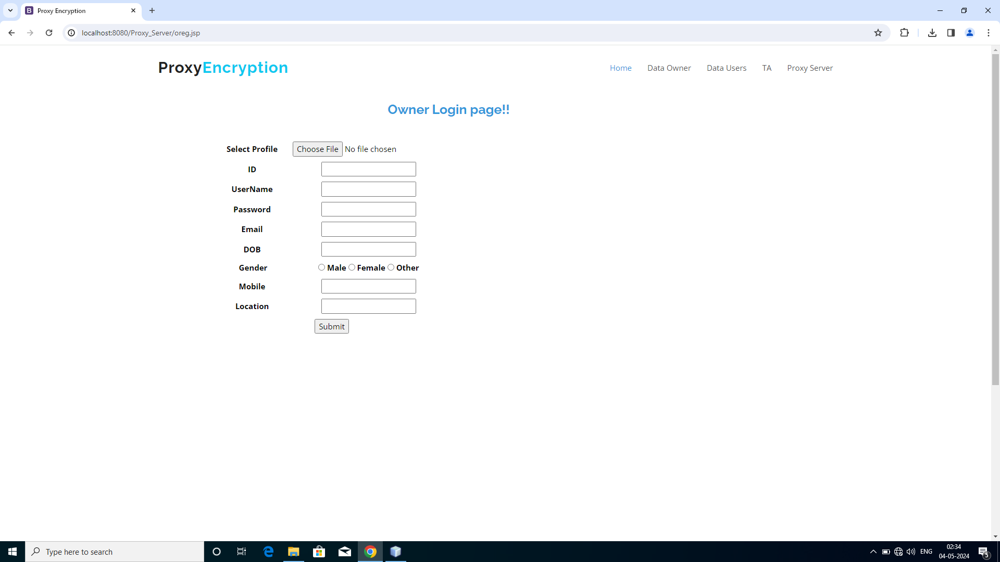 Proxy Encryption
localhost:8080/Proxy_Server/oreg.jsp
ProxyEncryption
Home Data Owner Data Users TA Proxy Server
Owner Login page!!
Select Profile Choose File No file chosen
ID
UserName
Password
Email
DOB
Gender Male Female Other
Mobile
Location
Submit
Type here to search
ENG
02:34
04-05-2024
5